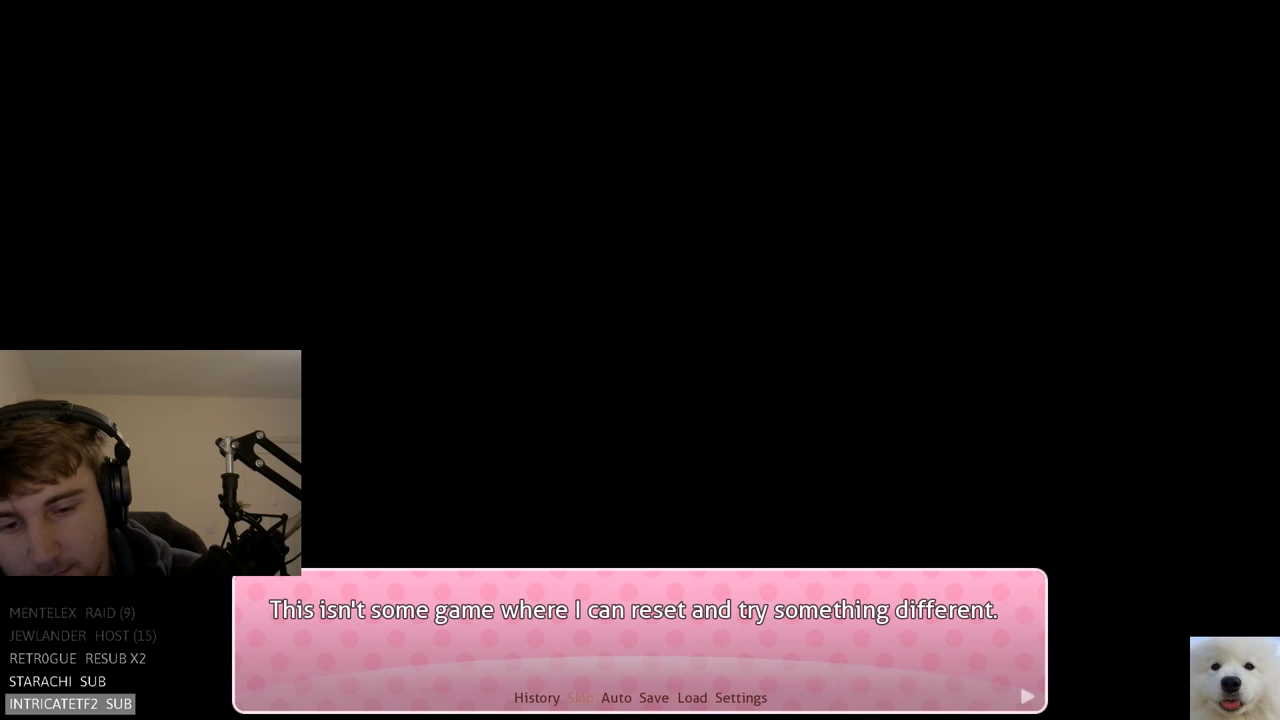 This isn't some game where I can reset and try something different.
History Skip Auto Save Load Settings
MENTELEX RAID (9)
JEWLANDER HOST (15)
RETR0GUE RESUB X2
STARACHI SUB
INTRICATETF2 SUB